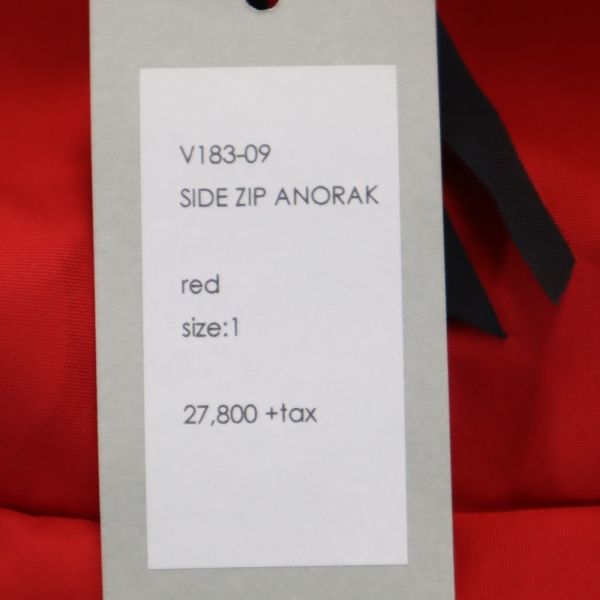 V183-09
SIDE ZIP ANORAK
red
size:1
27,800 +tax